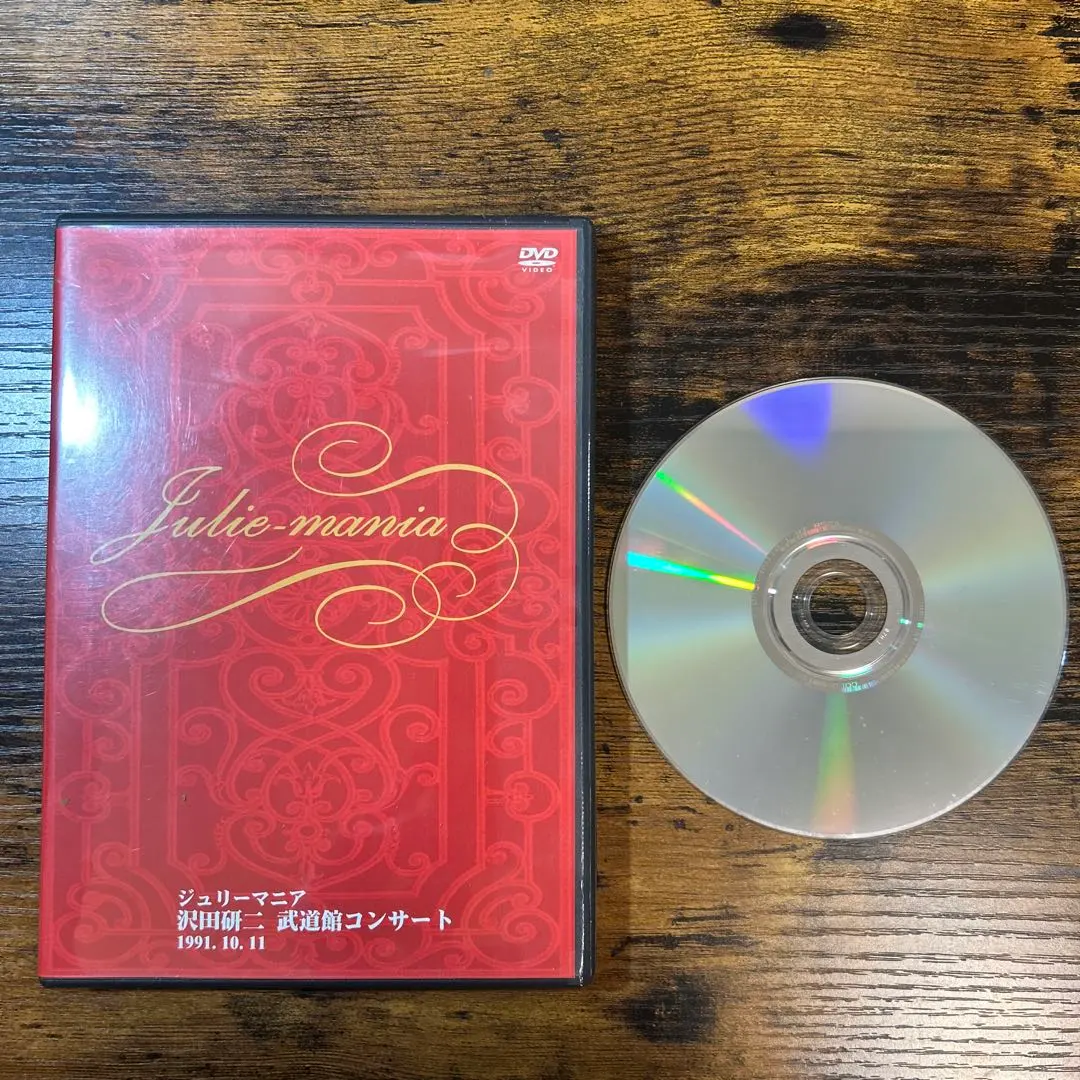 DVD
VIDEO
Julie-mania
ジュリーマニア
沢田研二 武道館コンサート
1991. 10. 11